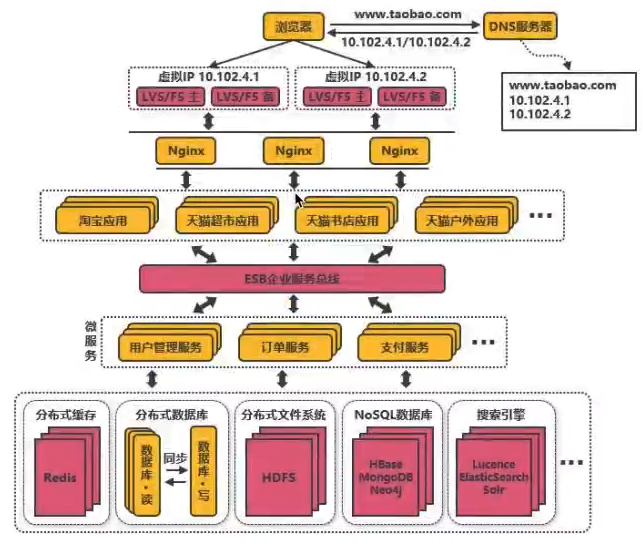 www.taobao.com
浏览器
DNS服务器
10.102.4.1/10.102.4.2
虚拟IP 10.102.4.1
虚拟IP 10.102.4.2
www.taobao.com
10.102.4.1
10.102.4.2
LVS/F5 主
LVS/F5 备
LVS/F5 主
LVS/F5 备
Nginx
Nginx
Nginx
淘宝应用
天猫超市应用
天猫书店应用
天猫户外应用
ESB企业服务总线
微服务
用户管理服务
订单服务
支付服务
分布式缓存
分布式数据库
分布式文件系统
NoSQL数据库
搜索引擎
Redis
数据库·读
同步
数据库·写
HDFS
HBase
MongoDB
Neo4j
Lucence
ElasticSearch
Solr